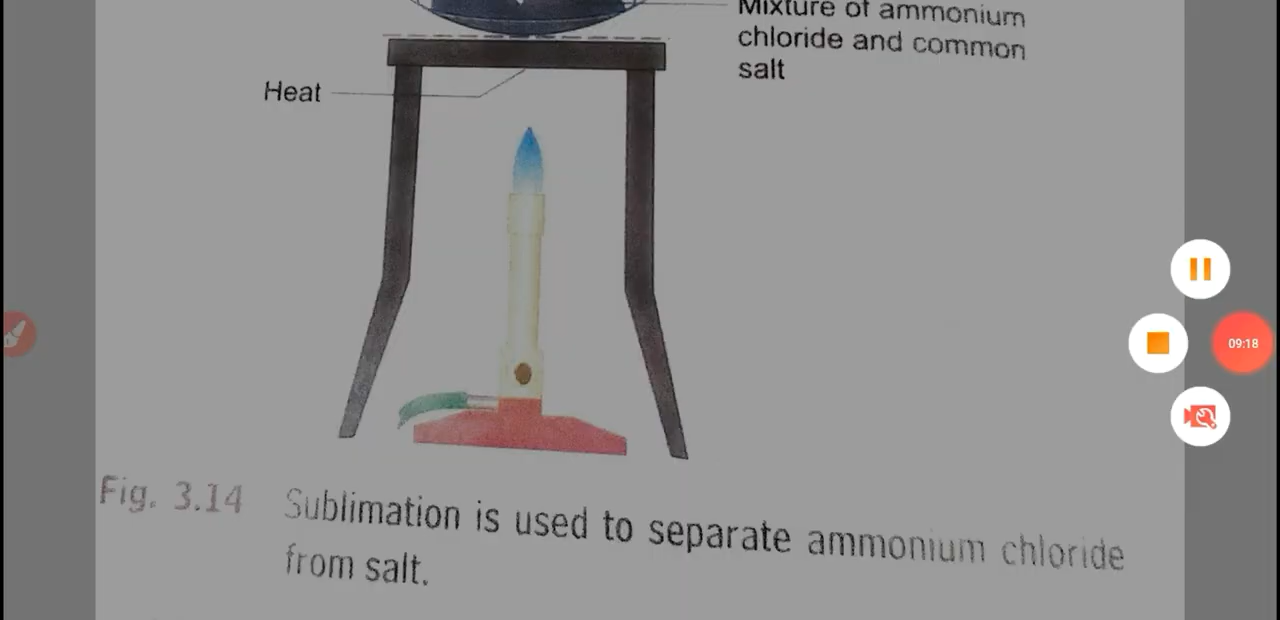 Mixture of ammonium
chloride and common
salt
Heat
09:18
Fig. 3.14 Sublimation is used to separate ammonium chloride
from salt.